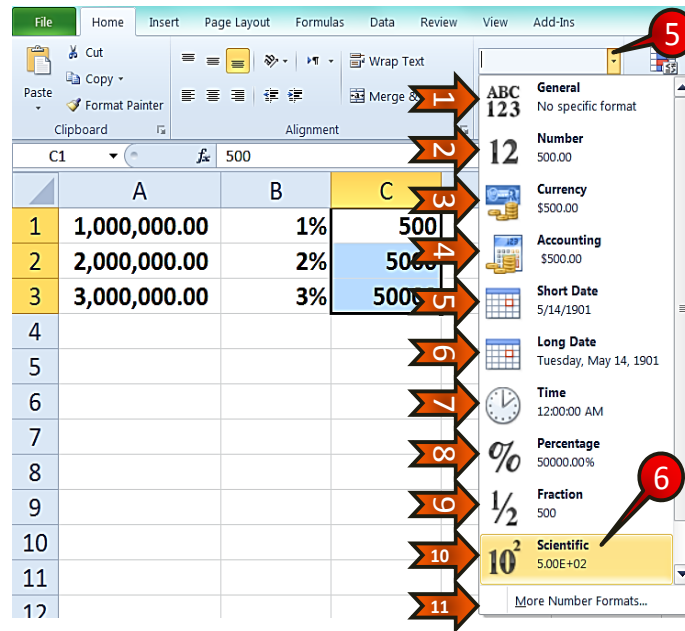 File Home Insert Page Layout Formulas Data Review View Add-Ins
5
Cut
Copy
Format Painter
Paste
Wrap Text
Merge &
Clipboard Alignment
C1 fx 500
A B C
1 1,000,000.00 1% 500
2 2,000,000.00 2% 5000
3 3,000,000.00 3% 50000
4
5
6
7
8
9
10
11
12
1 ABC 123 General
No specific format
2 12 Number
500.00
3 Currency
$500.00
4 Accounting
$500.00
5 Short Date
5/14/1901
6 Long Date
Tuesday, May 14, 1901
7 Time
12:00:00 AM
8 % Percentage
50000.00%
6
9 ½ Fraction
500
10 10² Scientific
5.00E+02
11 More Number Formats...